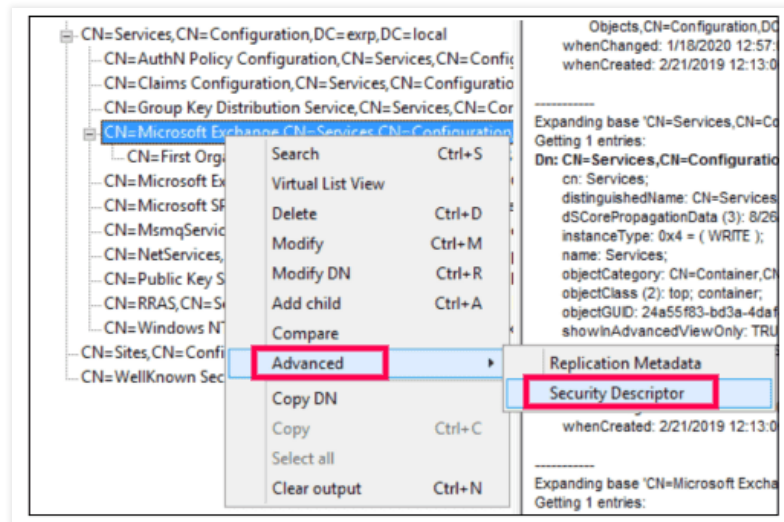 CN=Services,CN=Configuration,DC=exrp,DC=local
CN=AuthN Policy Configuration,CN=Services,CN=Config
CN=Claims Configuration,CN=Services,CN=Configuratio
CN=Group Key Distribution Service,CN=Services,CN=Cor
CN=Microsoft Exchange,CN=Services,CN=Configuration
CN=First Orga
CN=Microsoft Ex
CN=Microsoft SP
CN=MsmqServic
CN=NetServices,
CN=Public Key S
CN=RRAS,CN=Se
CN=Windows NT
CN=Sites,CN=Confi
CN=WellKnown Sec
Search Ctrl+S
Virtual List View
Delete Ctrl+D
Modify Ctrl+M
Modify DN Ctrl+R
Add child Ctrl+A
Compare
Advanced
Copy DN
Copy Ctrl+C
Select all
Clear output Ctrl+N
Replication Metadata
Security Descriptor
Objects,CN=Configuration,DC
whenChanged: 1/18/2020 12:57:
whenCreated: 2/21/2019 12:13:0
-----------
Expanding base 'CN=Services,CN=Co
Getting 1 entries:
Dn: CN=Services,CN=Configuratio
cn: Services;
distinguishedName: CN=Services
dSCorePropagationData (3): 8/26
instanceType: 0x4 = ( WRITE );
name: Services;
objectCategory: CN=Container,CN
objectClass (2): top; container;
objectGUID: 24a55f83-bd3a-4daf
showInAdvancedViewOnly: TRU
whenCreated: 2/21/2019 12:13:0
-----------
Expanding base 'CN=Microsoft Excha
Getting 1 entries: